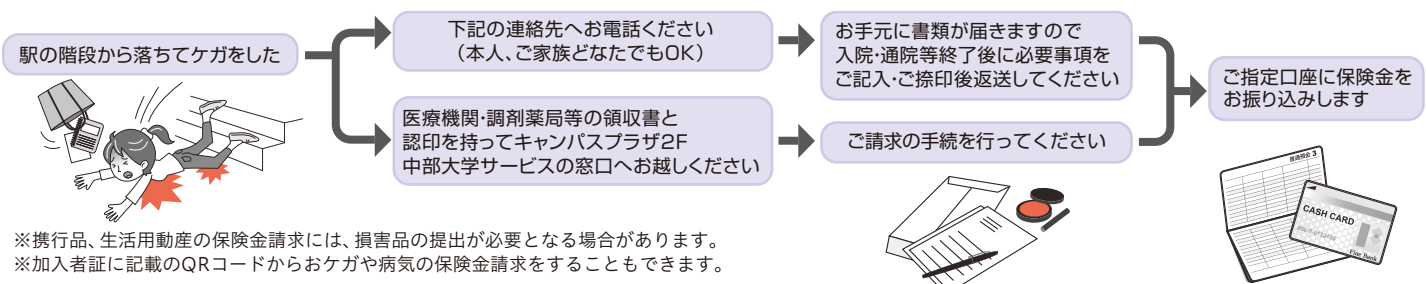 駅の階段から落ちてケガをした
下記の連絡先へお電話ください
（本人、ご家族どなたでもOK）
お手元に書類が届きますので
入院・通院等終了後に必要事項を
ご記入・ご捺印後返送してください
医療機関・調剤薬局等の領収書と
認印を持ってキャンパスプラザ2F
中部大学サービスの窓口へお越しください
ご請求の手続を行ってください
ご指定口座に保険金を
お振り込みします
普通預金 3
CASH CARD
Fine Bank
※携行品、生活用動産の保険金請求には、損害品の提出が必要となる場合があります。
※加入者証に記載のQRコードからおケガや病気の保険金請求をすることもできます。